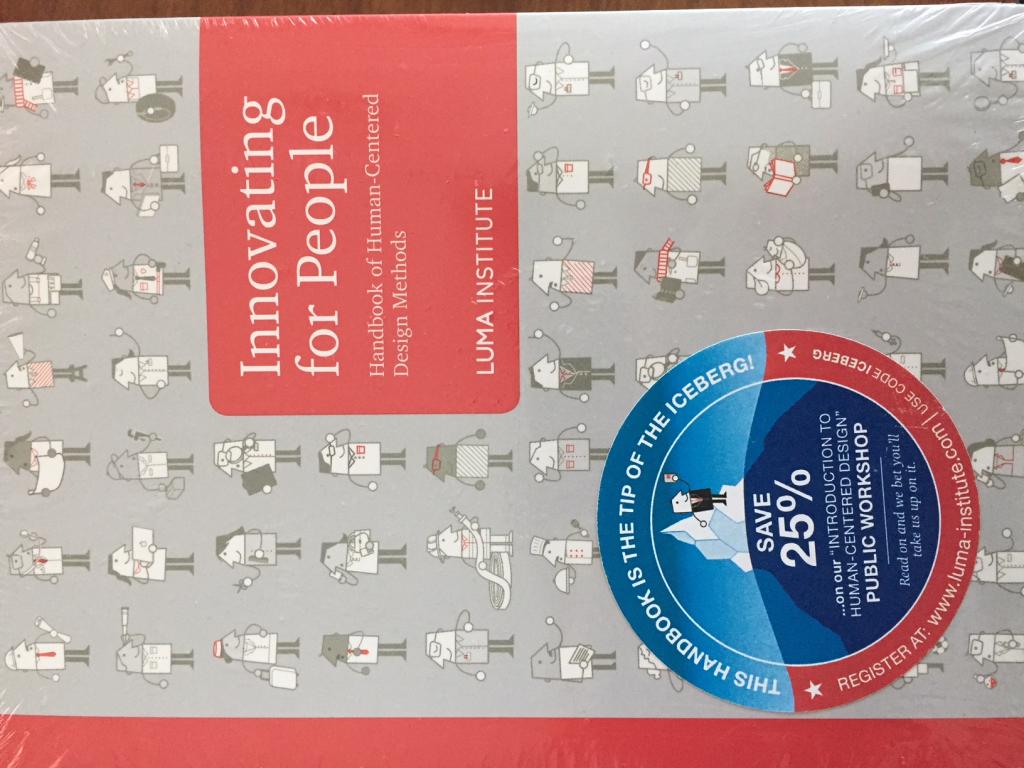 Innovating
for People
Handbook of Human-Centered
Design Methods
LUMA INSTITUTE™
THIS HANDBOOK IS THE TIP OF THE ICEBERG!
SAVE
25%
...on our “INTRODUCTION TO
HUMAN-CENTERED DESIGN”
PUBLIC WORKSHOP
Read on and we bet you'll
take us up on it.
REGISTER AT: www.luma-institute.com | USE CODE ICEBERG